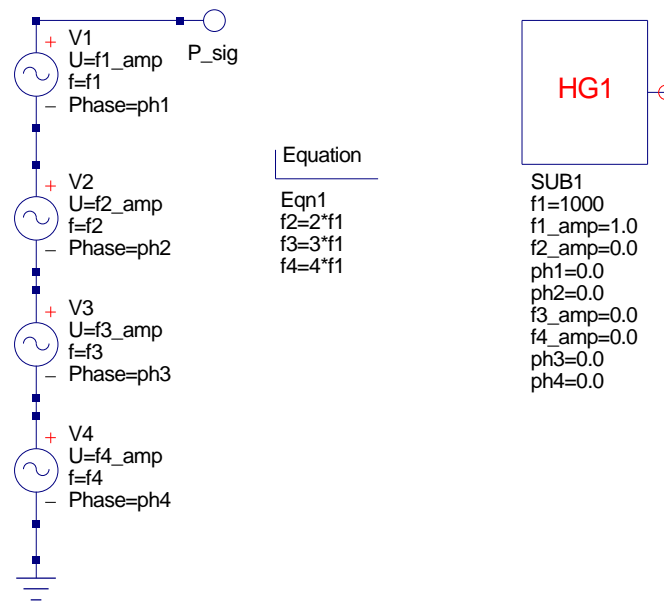 V1
U=f1_amp
f=f1
Phase=ph1
P_sig
V2
U=f2_amp
f=f2
Phase=ph2
V3
U=f3_amp
f=f3
Phase=ph3
V4
U=f4_amp
f=f4
Phase=ph4
Equation
Eqn1
f2=2*f1
f3=3*f1
f4=4*f1
HG1
SUB1
f1=1000
f1_amp=1.0
f2_amp=0.0
ph1=0.0
ph2=0.0
f3_amp=0.0
f4_amp=0.0
ph3=0.0
ph4=0.0